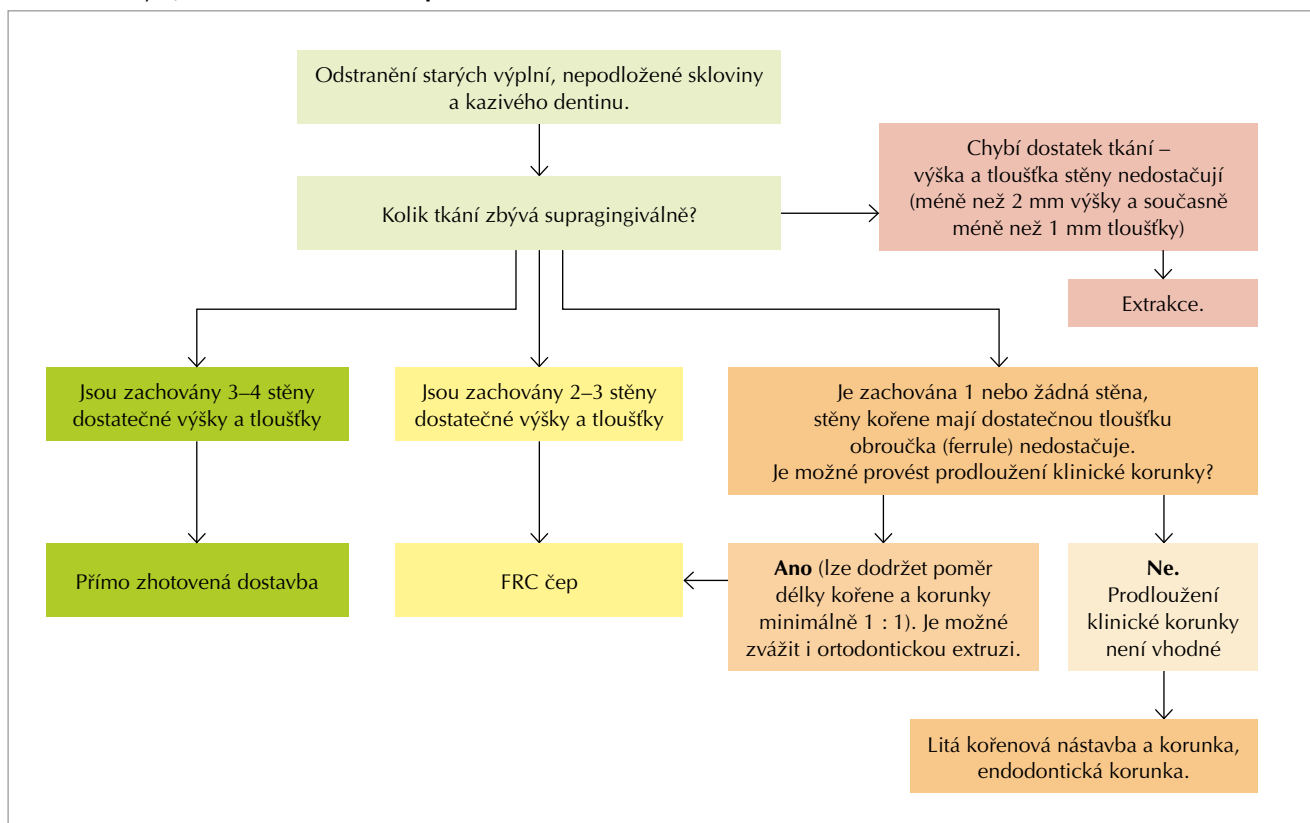 Odstranění starých výplní, nepodložené skloviny
a kazivého dentinu.
Chybí dostatek tkání –
výška a tloušťka stěny nedostačují
(méně než 2 mm výšky a současně
méně než 1 mm tloušťky)
Kolik tkání zbývá supragingiválně?
Extrakce.
Jsou zachovány 3–4 stěny
dostatečné výšky a tloušťky
Jsou zachovány 2–3 stěny
dostatečné výšky a tloušťky
Je zachována 1 nebo žádná stěna,
stěny kořene mají dostatečnou tloušťku
obroučka (ferrule) nedostačuje.
Je možné provést prodloužení klinické korunky?
Přímo zhotovená dostavba
FRC čep
Ano (lze dodržet poměr
délky kořene a korunky
minimálně 1 : 1). Je možné
zvážit i ortodontickou extruzi.
Ne.
Prodloužení
klinické korunky
není vhodné
Litá kořenová nástavba a korunka,
endodontická korunka.